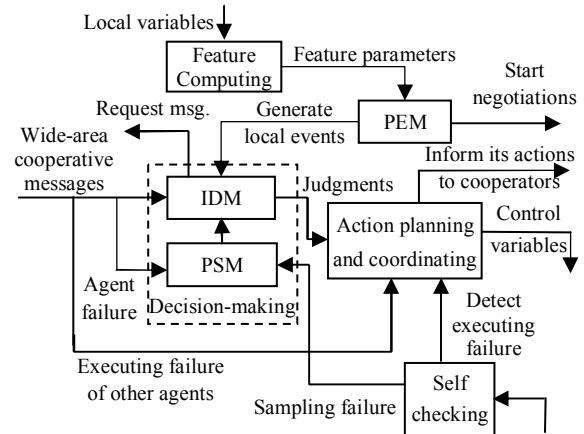 Local variables
Feature
Computing
Feature parameters
Start
negotiations
Request msg.
Generate
local events
PEM
Wide-area
cooperative
messages
Inform its actions
to cooperators
IDM
Judgments
Action planning
and coordinating
Control
variables
PSM
Agent
failure
Decision-making
Detect
executing
failure
Executing failure
of other agents
Sampling failure
Self
checking